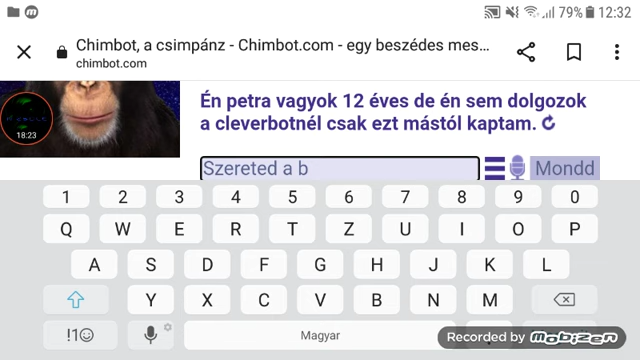 79% 12:32
Chimbot, a csimpánz - Chimbot.com - egy beszédes mes...
chimbot.com
18:23
Én petra vagyok 12 éves de én sem dolgozok
a cleverbotnél csak ezt mástól kaptam.
Szereted a b
Mondd
1 2 3 4 5 6 7 8 9 0
Q W E R T Z U I O P
A S D F G H J K L
Y X C V B N M
!1☺ Magyar
Recorded by Mobizen